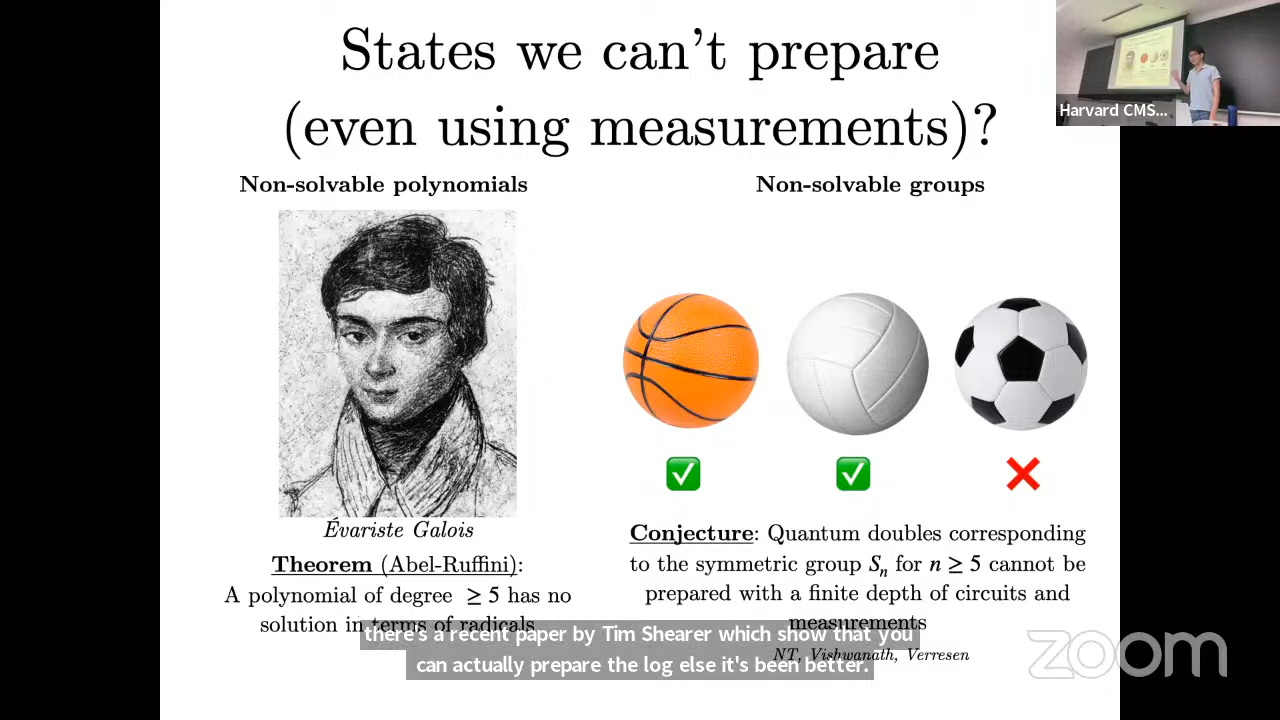 States we can't prepare
(even using measurements)?
Harvard CMS...
Non-solvable polynomials
Non-solvable groups
Évariste Galois
Theorem (Abel-Ruffini):
A polynomial of degree ≥ 5 has no
solution in terms of radicals
Conjecture: Quantum doubles corresponding
to the symmetric group Sn for n ≥ 5 cannot be
prepared with a finite depth of circuits and
measurements
NT, Vishwanath, Verresen
there's a recent paper by Tim Shearer which show that you
can actually prepare the log else it's been better.
zoom